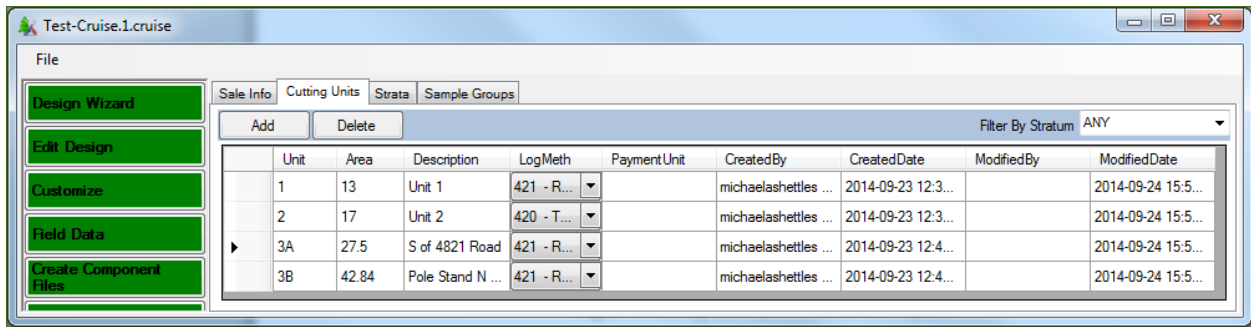 Test-Cruise.1.cruise
File
Design Wizard
Edit Design
Customize
Field Data
Create Component
Files
Sale Info Cutting Units Strata Sample Groups
Add Delete Filter By Stratum ANY
Unit Area Description LogMeth PaymentUnit CreatedBy CreatedDate ModifiedBy ModifiedDate
1 13 Unit 1 421 - R... michaelashettles ... 2014-09-23 12:3... 2014-09-24 15:5...
2 17 Unit 2 420 - T... michaelashettles ... 2014-09-23 12:3... 2014-09-24 15:5...
3A 27.5 S of 4821 Road 421 - R... michaelashettles ... 2014-09-23 12:4... 2014-09-24 15:5...
3B 42.84 Pole Stand N ... 421 - R... michaelashettles ... 2014-09-23 12:4... 2014-09-24 15:5...